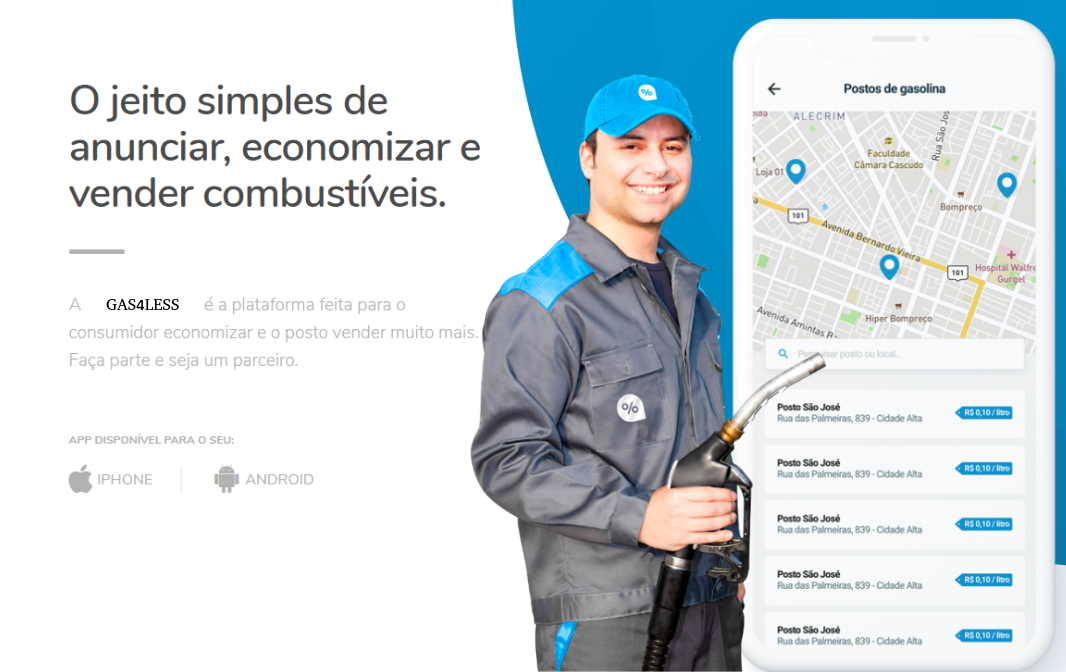 O jeito simples de
anunciar, economizar e
vender combustíveis.
A GAS4LESS é a plataforma feita para o
consumidor economizar e o posto vender muito mais.
Faça parte e seja um parceiro.
APP DISPONÍVEL PARA O SEU:
IPHONE
ANDROID
%
%
Postos de gasolina
ALECRIM
Rua São Jos
Faculdade
Câmara Cascudo
Loja 01
Bompreço
101
Avenida Bernardo Vieira
101
Hospital Walfre
Gurgel
Hiper Bompreço
Avenida Amintas
posto ou local...
Posto São José
Rua das Palmeiras, 839 - Cidade Alta
R$ 0,10 / litro
Posto São José
Rua das Palmeiras, 839 - Cidade Alta
R$ 0,10 / litro
Posto São José
Rua das Palmeiras, 839 - Cidade Alta
R$ 0,10 / litro
Posto São José
Rua das Palmeiras, 839 - Cidade Alta
R$ 0,10 / litro
Posto São José
Rua das Palmeiras, 839 - Cidade Alta
R$ 0,10 / litro